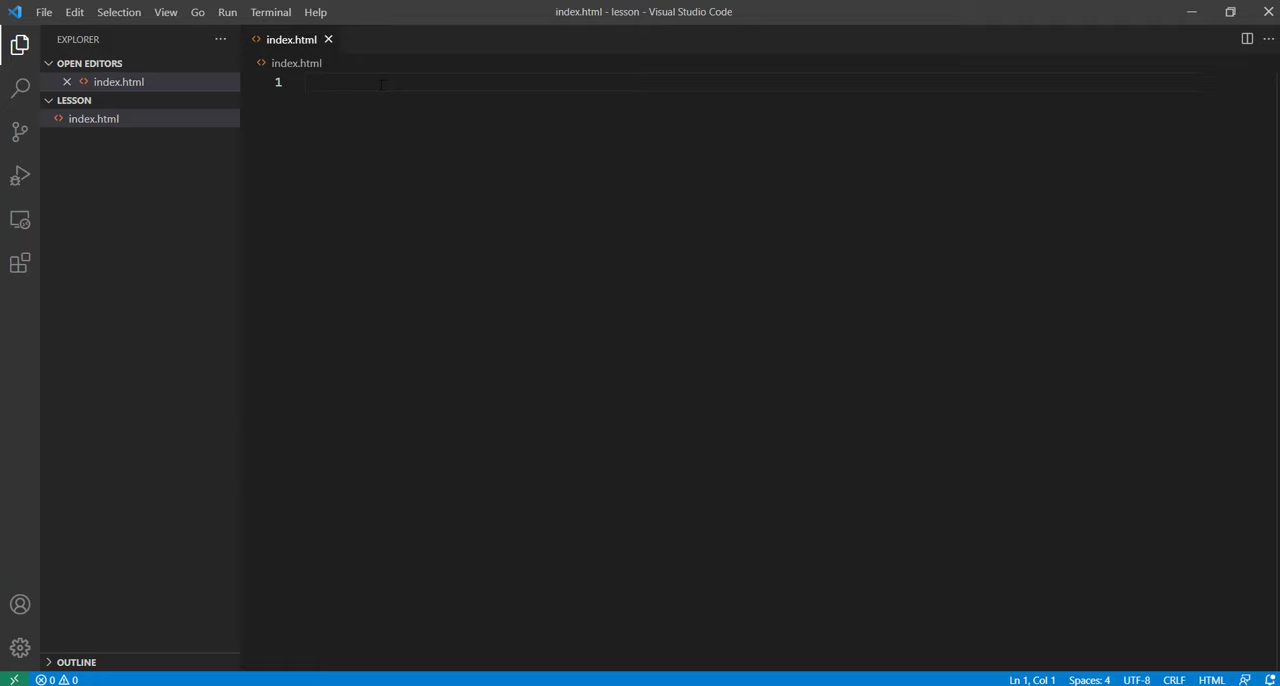 File Edit Selection View Go Run Terminal Help
index.html - lesson - Visual Studio Code
EXPLORER
index.html
OPEN EDITORS
index.html
index.html
1
LESSON
index.html
OUTLINE
0 0
Ln 1, Col 1 Spaces: 4 UTF-8 CRLF HTML